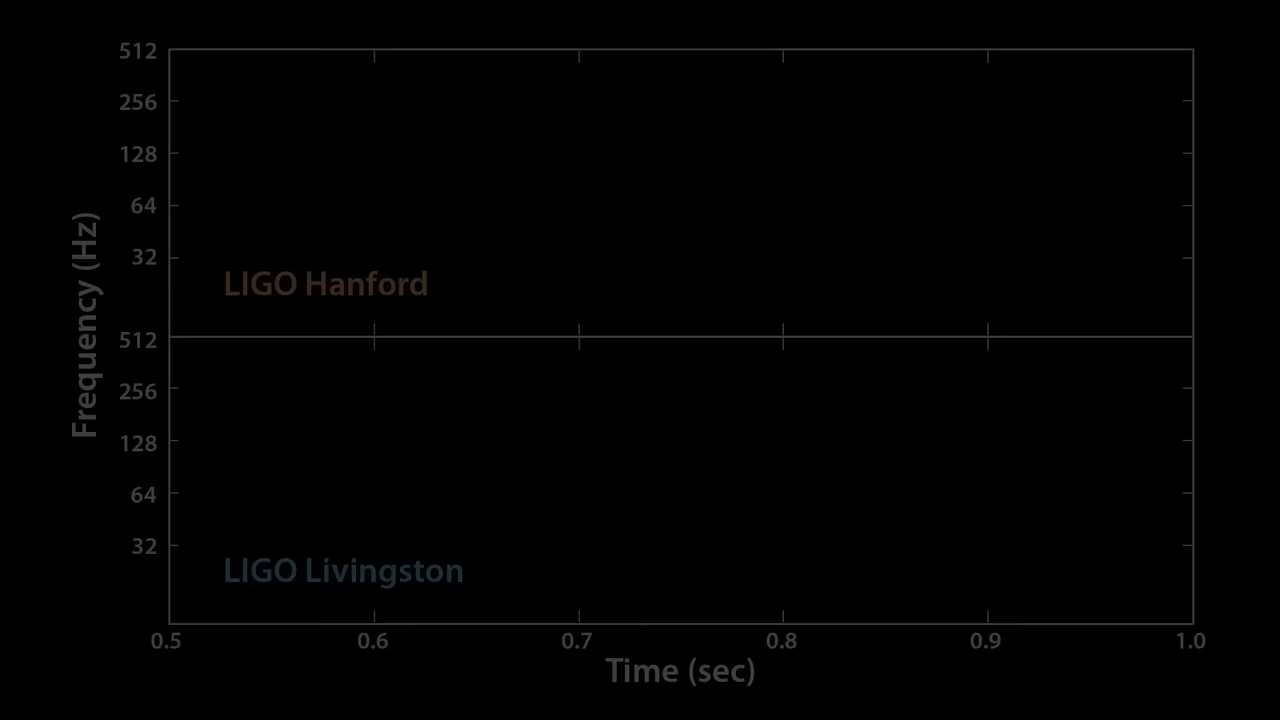 512
256
128
64
32
LIGO Hanford
Frequency (Hz)
512
256
128
64
32
LIGO Livingston
0.5 0.6 0.7 0.8 0.9 1.0
Time (sec)